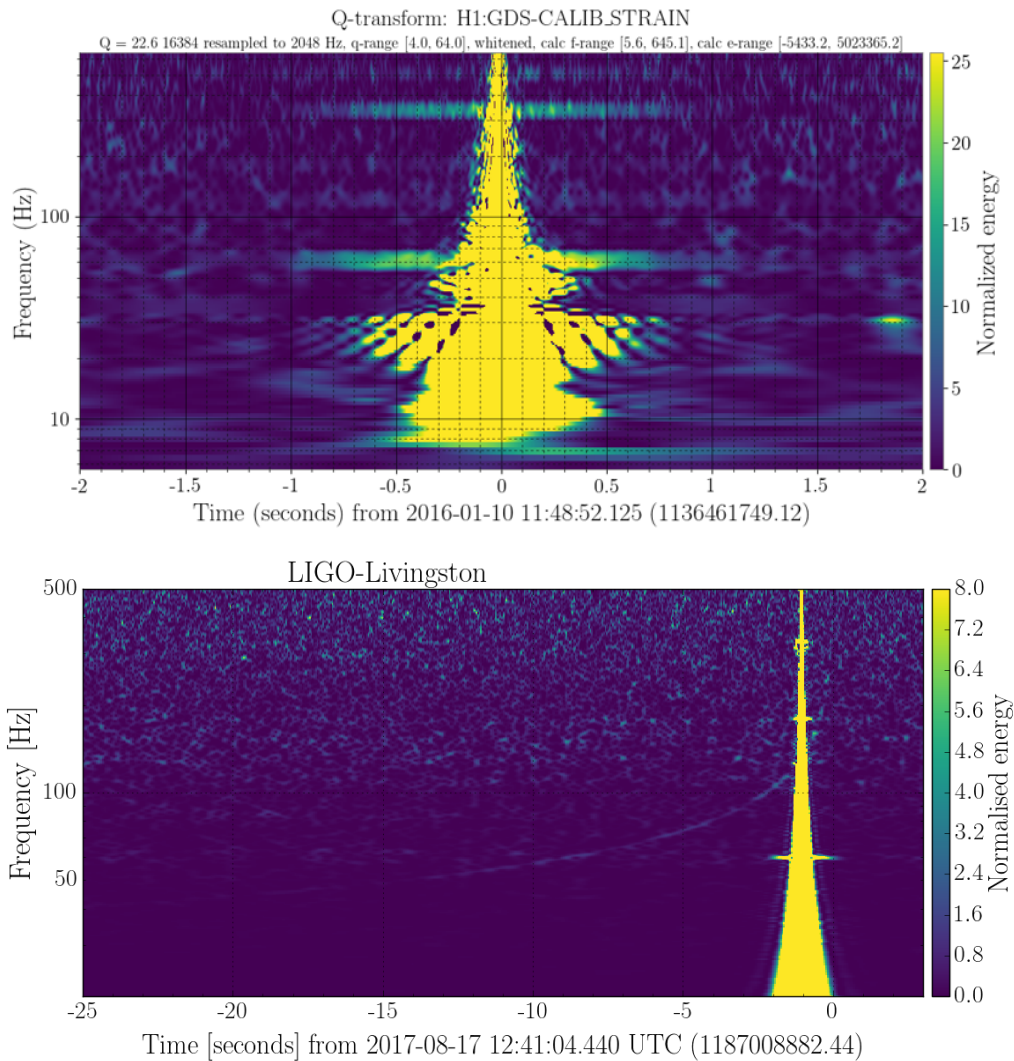 Q-transform: H1:GDS-CALIB_STRAIN
Q = 22.6 16384 resampled to 2048 Hz, q-range [4.0, 64.0], whitened, calc f-range [5.6, 645.1], calc e-range [-5433.2, 5023365.2]
Frequency (Hz)
100
10
-2 -1.5 -1 -0.5 0 0.5 1 1.5 2
Time (seconds) from 2016-01-10 11:48:52.125 (1136461749.12)
25
20
15
10
5
0
Normalized energy
LIGO-Livingston
Frequency [Hz]
500
100
50
-25 -20 -15 -10 -5 0
Time [seconds] from 2017-08-17 12:41:04.440 UTC (1187008882.44)
8.0
7.2
6.4
5.6
4.8
4.0
3.2
2.4
1.6
0.8
0.0
Normalised energy